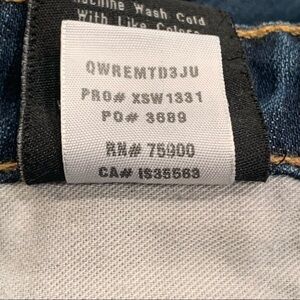 Machine Wash Cold
With Like Colors
QWREMTD3JU
PRO# XSW1331
PO# 3689
RN# 75900
CA# IS35563